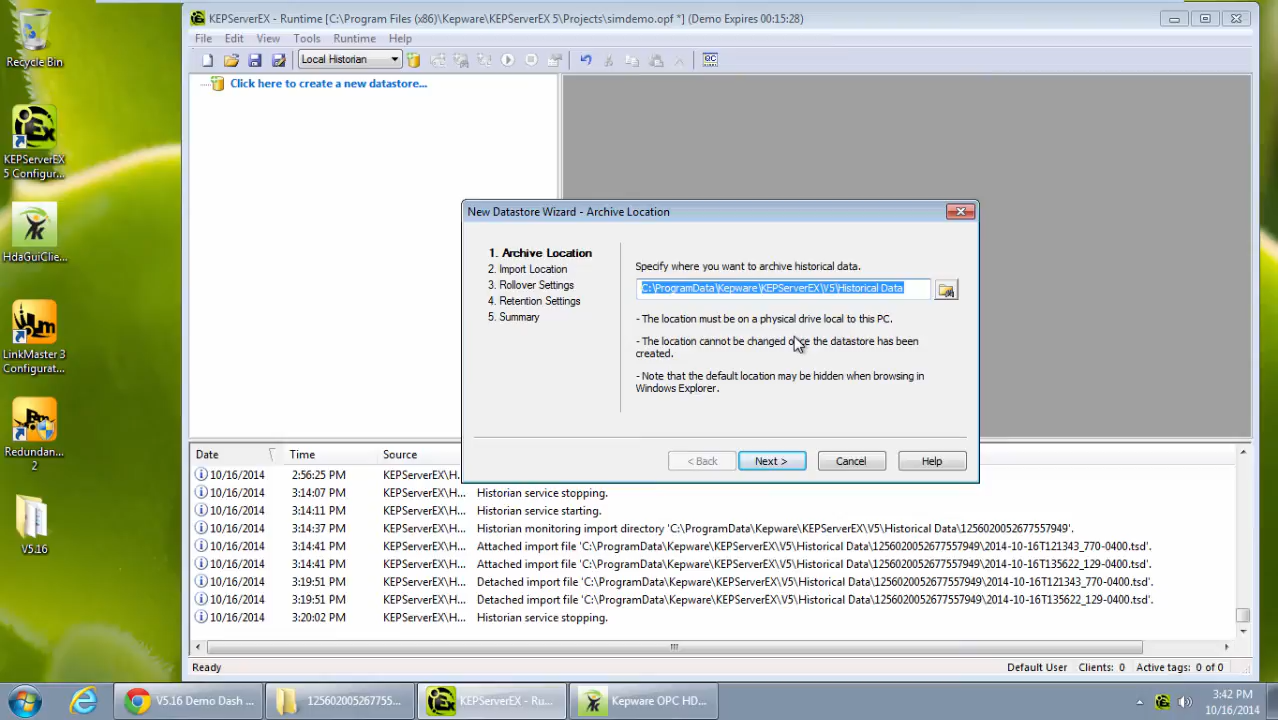 Recycle Bin
KEPServerEX
5 Configur...
HdaGuiClie...
LinkMaster 3
Configurat...
Redundan...
2
V5.16
KEPServerEX - Runtime [C:\Program Files (x86)\Kepware\KEPServerEX 5\Projects\simdemo.opf *] (Demo Expires 00:15:28)
File Edit View Tools Runtime Help
Local Historian
QC
Click here to create a new datastore...
New Datastore Wizard - Archive Location
1. Archive Location
2. Import Location
3. Rollover Settings
4. Retention Settings
5. Summary
Specify where you want to archive historical data.
C:\ProgramData\Kepware\KEPServerEX\V5\Historical Data
- The location must be on a physical drive local to this PC.
- The location cannot be changed once the datastore has been
created.
- Note that the default location may be hidden when browsing in
Windows Explorer.
< Back Next > Cancel Help
Date Time Source
10/16/2014 2:56:25 PM KEPServerEX\H...
10/16/2014 3:14:07 PM KEPServerEX\H... Historian service stopping.
10/16/2014 3:14:11 PM KEPServerEX\H... Historian service starting.
10/16/2014 3:14:37 PM KEPServerEX\H... Historian monitoring import directory 'C:\ProgramData\Kepware\KEPServerEX\V5\Historical Data\1256020052677557949'.
10/16/2014 3:14:41 PM KEPServerEX\H... Attached import file 'C:\ProgramData\Kepware\KEPServerEX\V5\Historical Data\1256020052677557949\2014-10-16T121343_770-0400.tsd'.
10/16/2014 3:14:41 PM KEPServerEX\H... Attached import file 'C:\ProgramData\Kepware\KEPServerEX\V5\Historical Data\1256020052677557949\2014-10-16T135622_129-0400.tsd'.
10/16/2014 3:19:51 PM KEPServerEX\H... Detached import file 'C:\ProgramData\Kepware\KEPServerEX\V5\Historical Data\1256020052677557949\2014-10-16T121343_770-0400.tsd'.
10/16/2014 3:19:51 PM KEPServerEX\H... Detached import file 'C:\ProgramData\Kepware\KEPServerEX\V5\Historical Data\1256020052677557949\2014-10-16T135622_129-0400.tsd'.
10/16/2014 3:20:02 PM KEPServerEX\H... Historian service stopping.
Ready Default User Clients: 0 Active tags: 0 of 0
V5.16 Demo Dash ... 125602005267755... KEPServerEX - Ru... Kepware OPC HD... 3:42 PM
10/16/2014